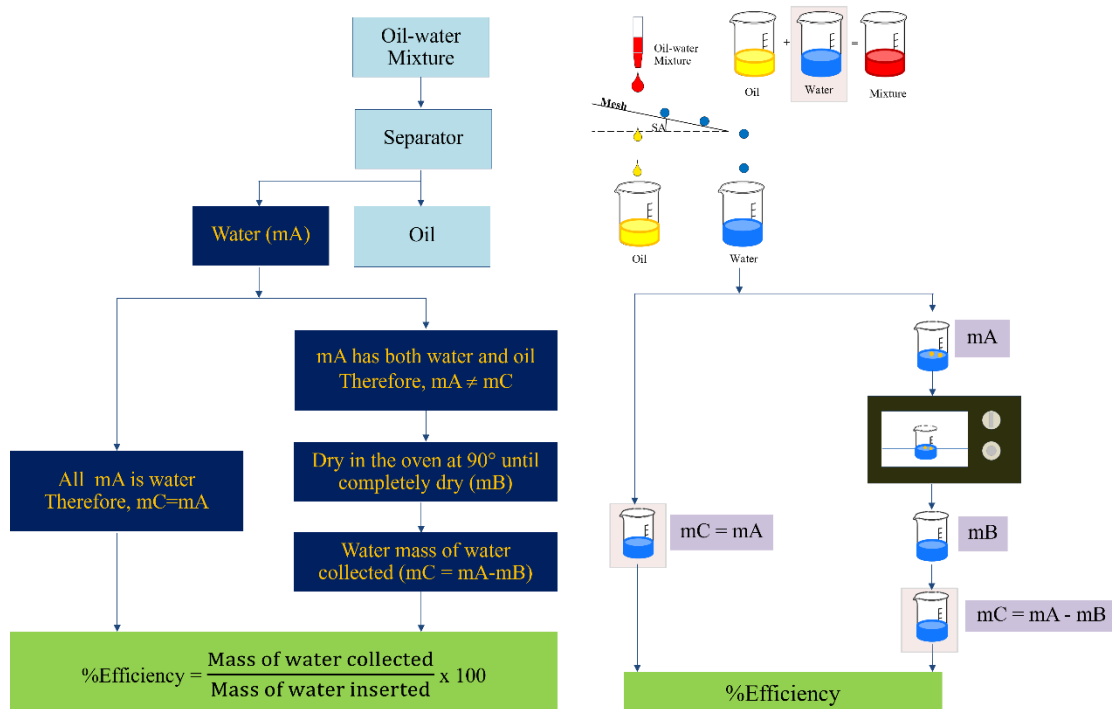 Oil-water
Mixture
Separator
Water (mA)
Oil
mA has both water and oil
Therefore, mA ≠ mC
All mA is water
Therefore, mC=mA
Dry in the oven at 90° until
completely dry (mB)
Water mass of water
collected (mC = mA-mB)
%Efficiency = Mass of water collected / Mass of water inserted x 100
Oil-water
Mixture
Oil
+
Water
=
Mixture
Mesh
SA
Oil
Water
mA
mC = mA
mB
mC = mA - mB
%Efficiency